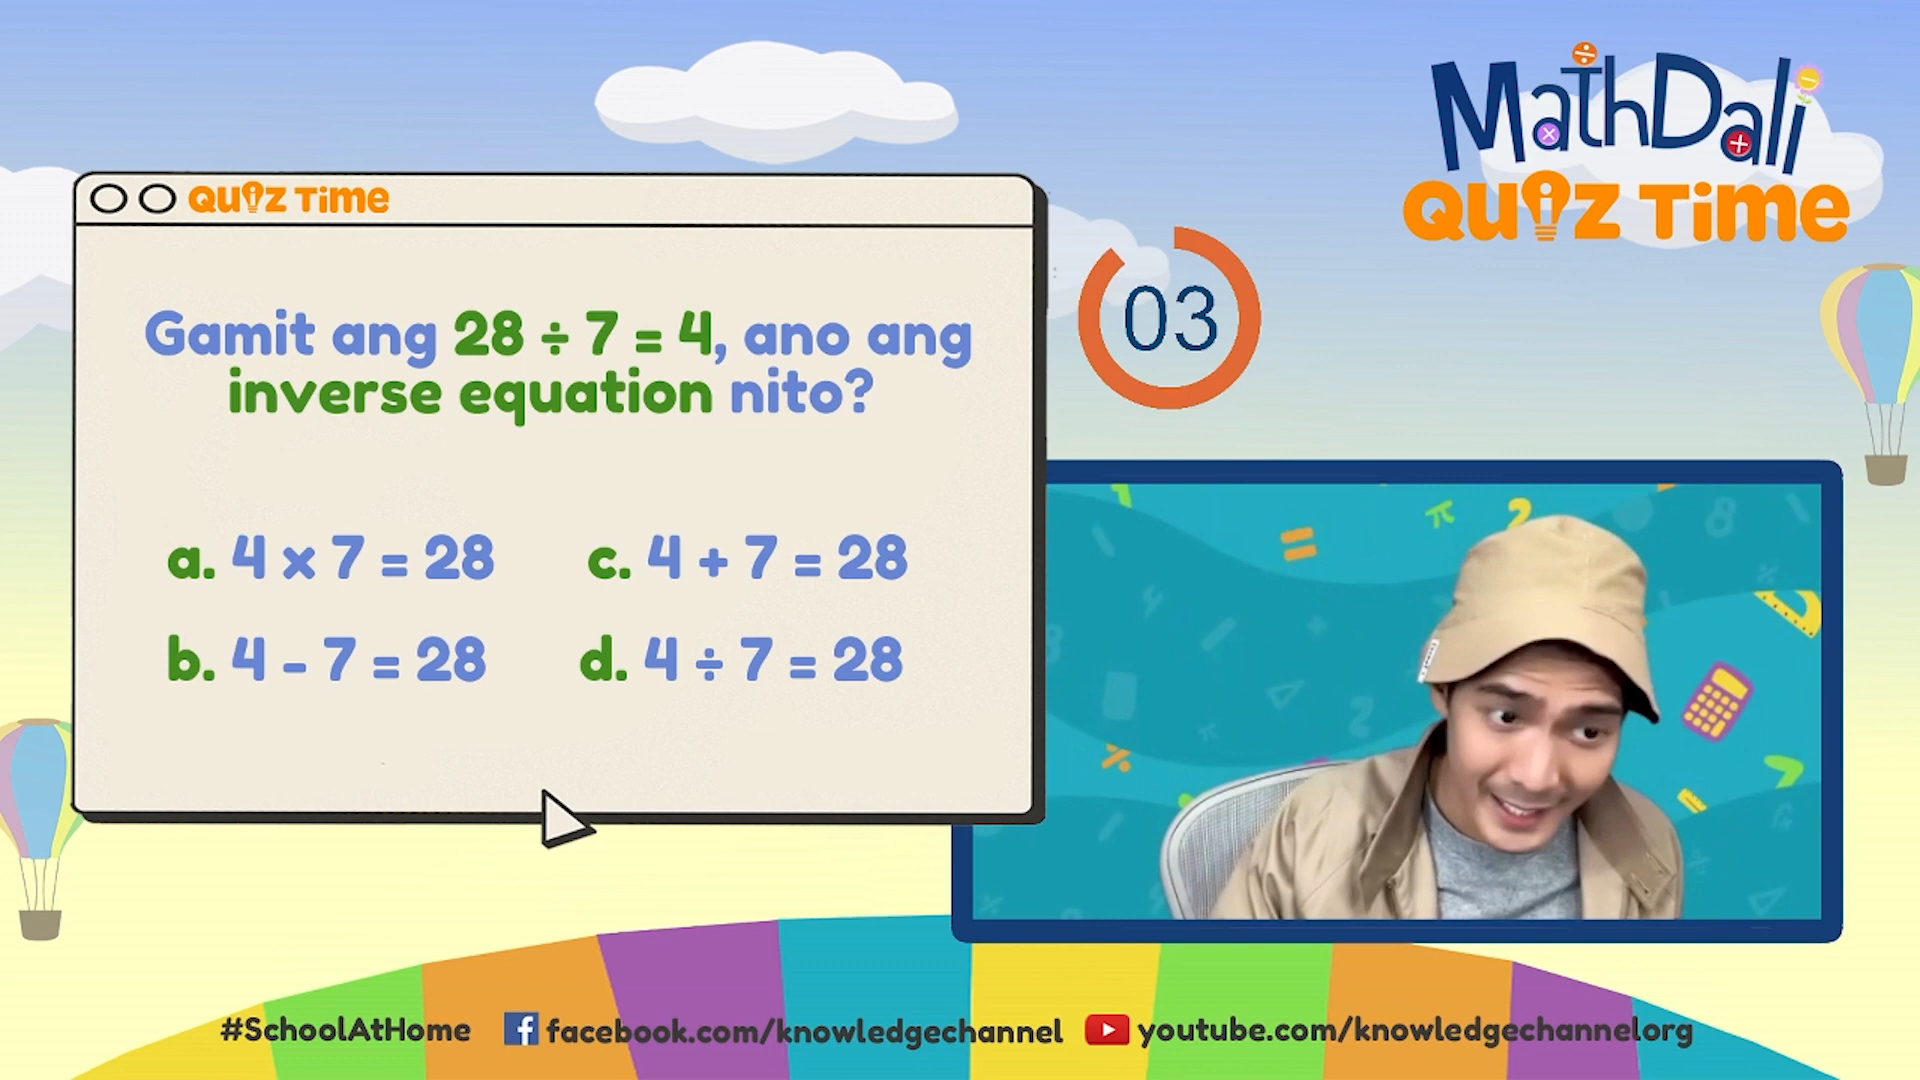 MathDali
QUIZ TIME
QUIZ TIME
Gamit ang 28 ÷ 7 = 4, ano ang
inverse equation nito?
03
a. 4 x 7 = 28
c. 4 + 7 = 28
b. 4 - 7 = 28
d. 4 ÷ 7 = 28
#SchoolAtHome
facebook.com/knowledgechannel
youtube.com/knowledgechannelorg